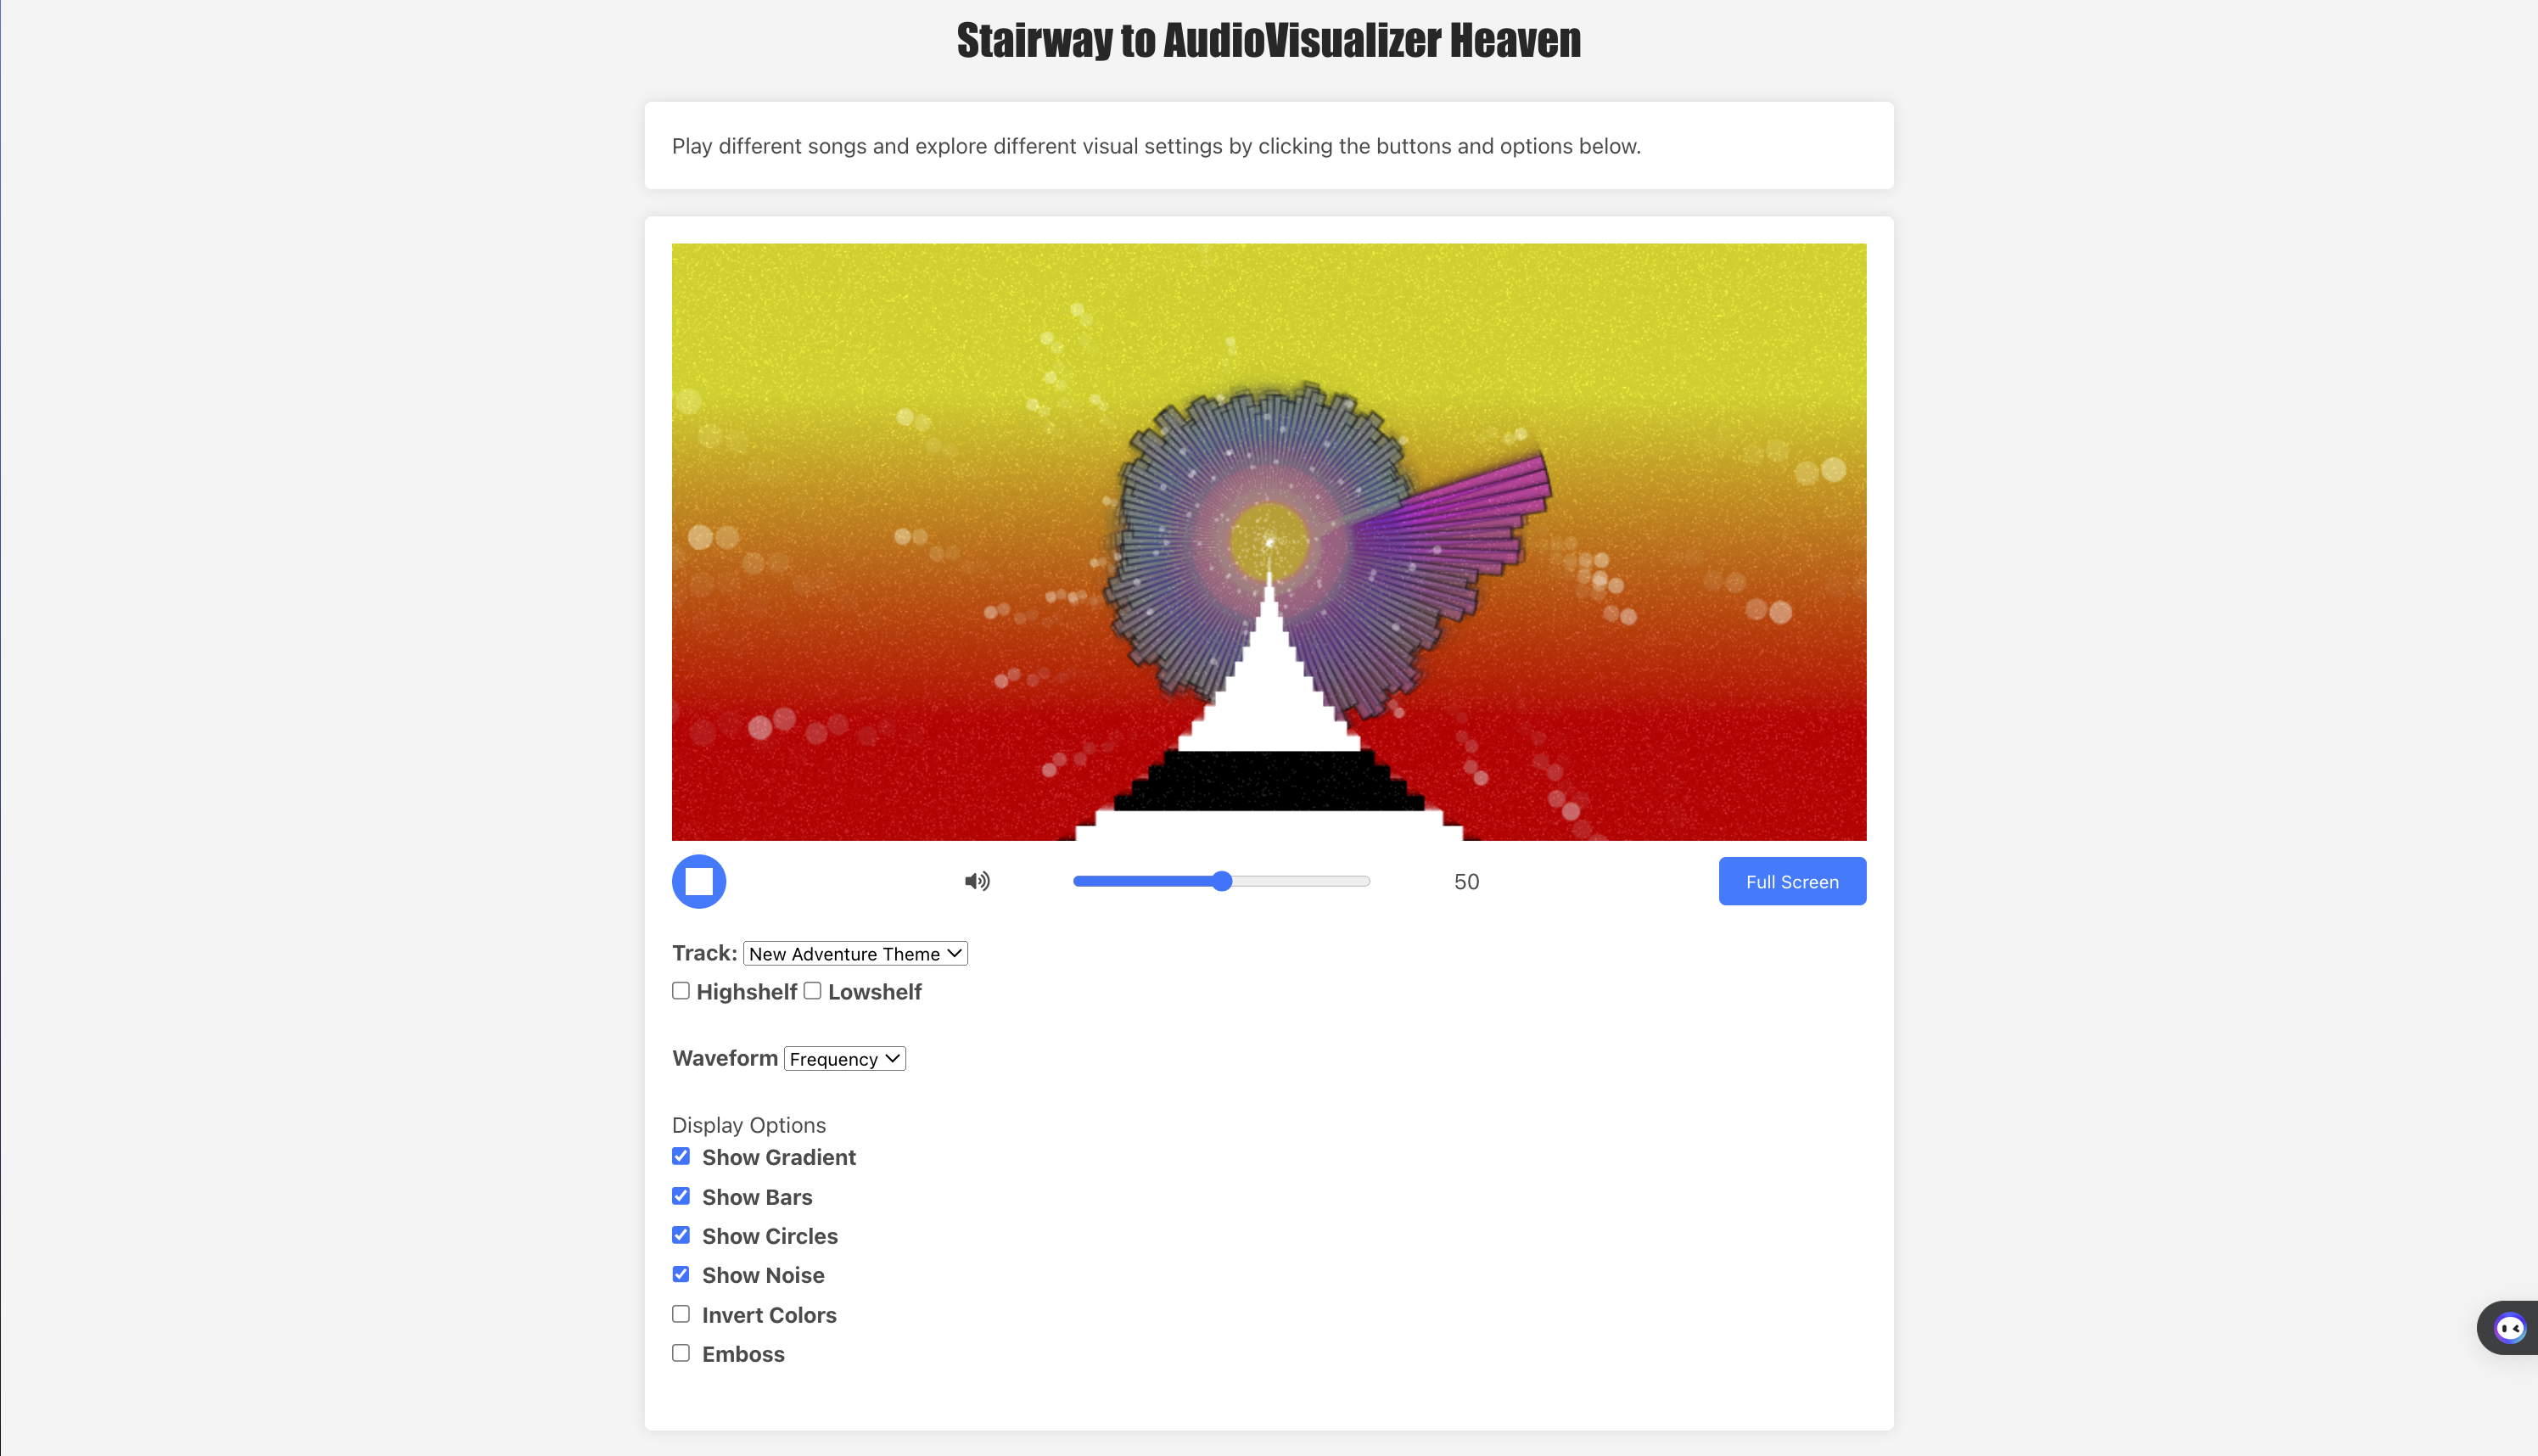 Stairway to AudioVisualizer Heaven
Play different songs and explore different visual settings by clicking the buttons and options below.
50
Full Screen
Track: New Adventure Theme
Highshelf Lowshelf
Waveform Frequency
Display Options
Show Gradient
Show Bars
Show Circles
Show Noise
Invert Colors
Emboss